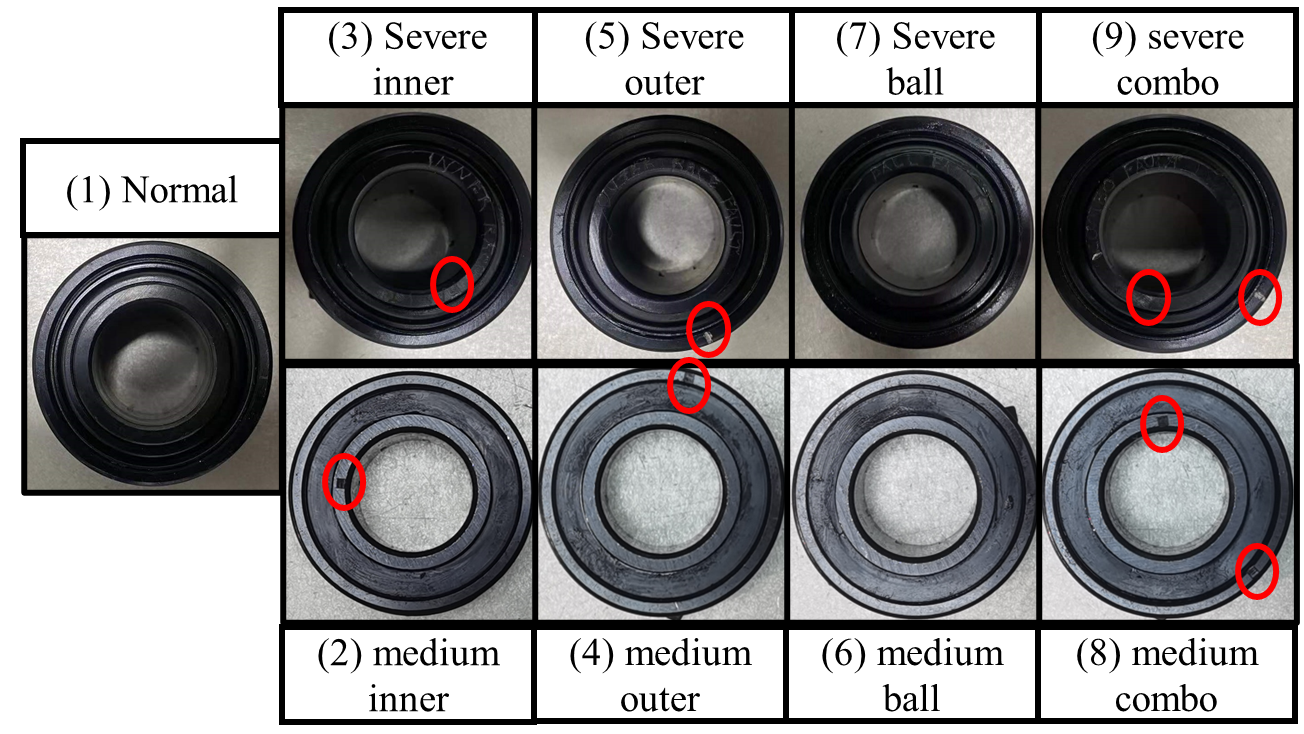 (3) Severe
inner
(5) Severe
outer
(7) Severe
ball
(9) severe
combo
(1) Normal
INNER
(2) medium
inner
(4) medium
outer
(6) medium
ball
(8) medium
combo